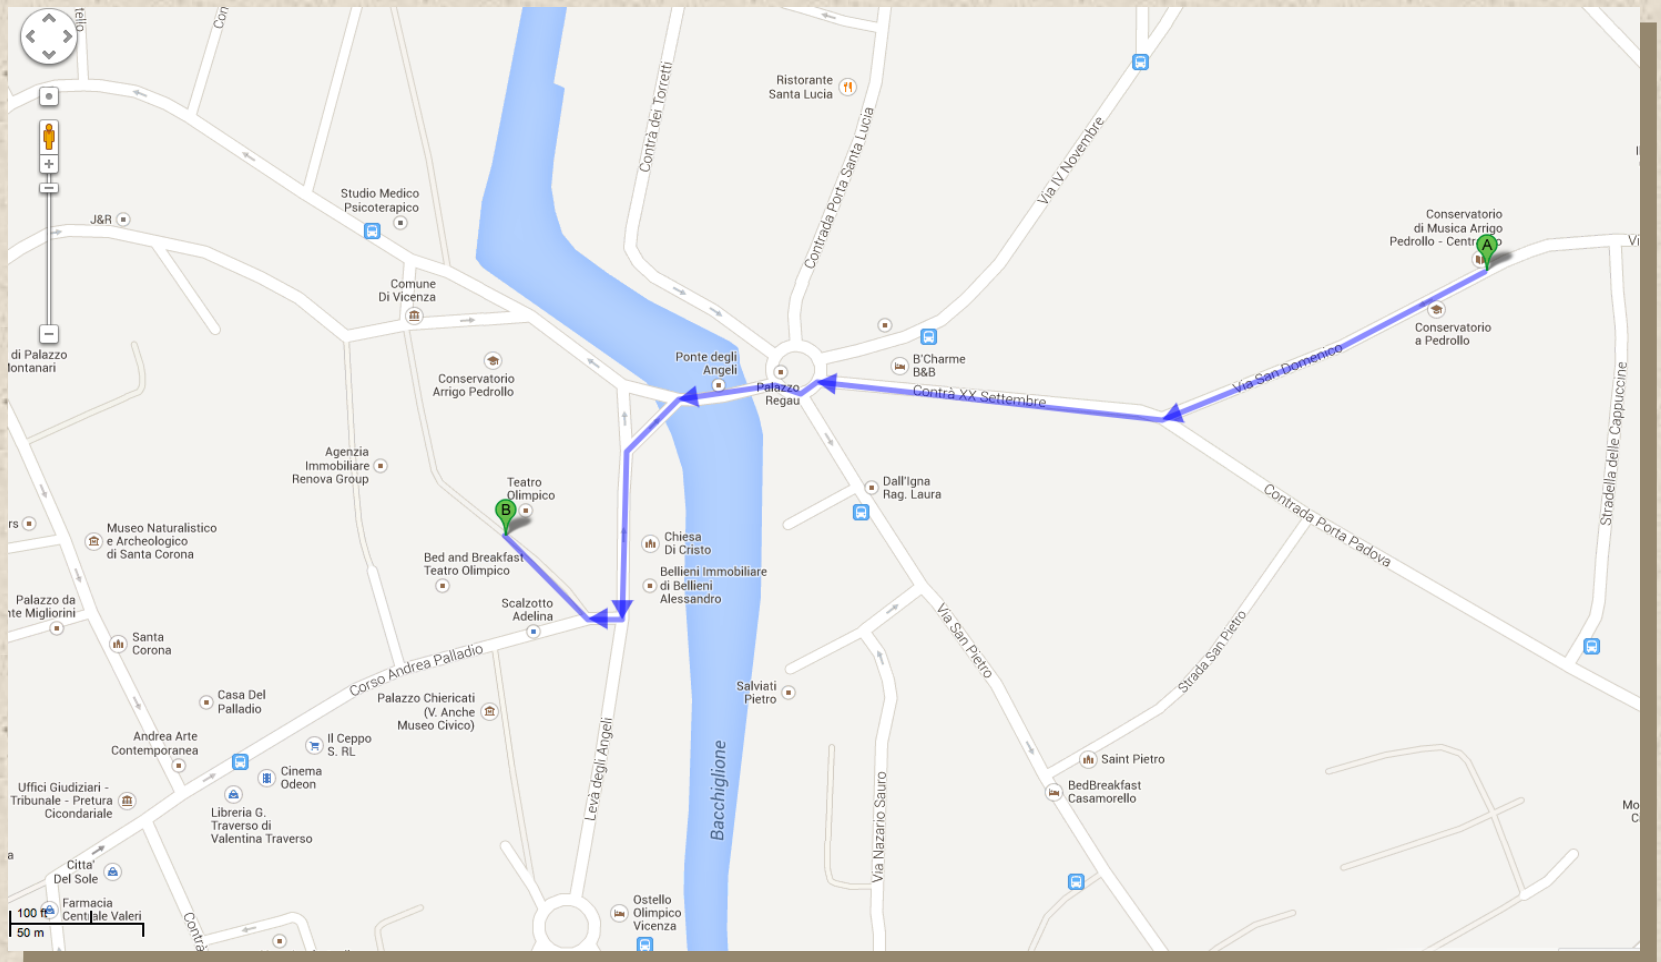 Contrà dei Torretti
Ristorante
Santa Lucia
Contrada Porta Santa Lucia
Via IV Novembre
Studio Medico
Psicoterapico
J&R
Conservatorio
di Musica Arrigo
Pedrollo -
A
Comune
Di Vicenza
Conservatorio
a Pedrollo
di Palazzo
Montanari
Ponte degli
Angeli
B'Charme
B&B
Conservatorio
Arrigo Pedrollo
Palazzo
Regau
Via San Domenico
Contrà XX Settembre
Stradella delle Cappuccine
Agenzia
Immobiliare
Renova Group
Teatro
Olimpico
B
Dall'Igna
Rag. Laura
Contrada Porta Padova
Museo Naturalistico
e Archeologico
di Santa Corona
Chiesa
Di Cristo
Bed and Breakfast
Teatro Olimpico
Bellieni Immobiliare
di Bellieni
Alessandro
Palazzo da
Migliorini
Scalzotto
Adelina
Santa
Corona
Corso Andrea Palladio
Via San Pietro
Strada San Pietro
Casa Del
Palladio
Palazzo Chiericati
(V. Anche
Museo Civico)
Salviati
Pietro
Andrea Arte
Contemporanea
Il Ceppo
S. RL
Cinema
Odeon
Levà degli Angeli
Bacchiglione
Via Nazario Sauro
Saint Pietro
BedBreakfast
Casamorello
Uffici Giudiziari -
Tribunale - Pretura
Cicondariale
Libreria G.
Traverso di
Valentina Traverso
Citta'
Del Sole
Farmacia
Centrale Valeri
Contrà
Ostello
Olimpico
Vicenza
100 ft
50 m